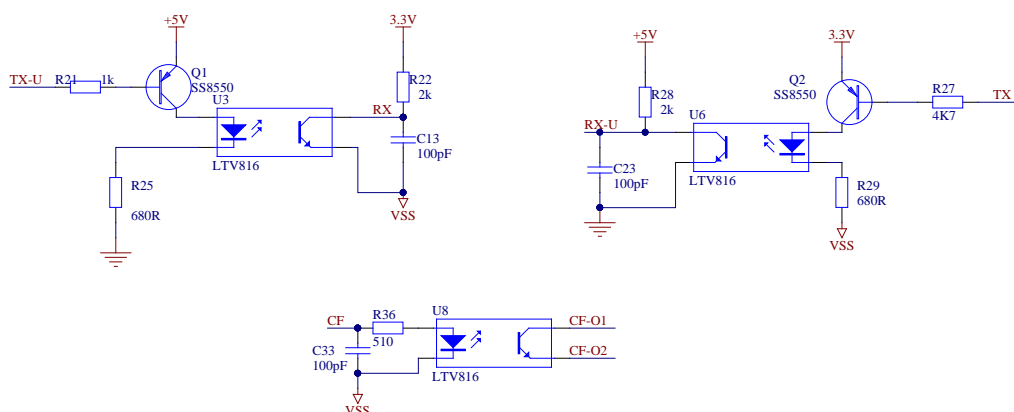 +5V
3.3V
TX-U
R21
1k
Q1
SS8550
U3
R22
2k
RX
C13
100pF
LTV816
R25
680R
VSS
+5V
3.3V
Q2
SS8550
R27
4K7
TX
R28
2k
U6
RX-U
C23
100pF
LTV816
R29
680R
VSS
CF
R36
510
U8
CF-O1
CF-O2
C33
100pF
LTV816
VSS